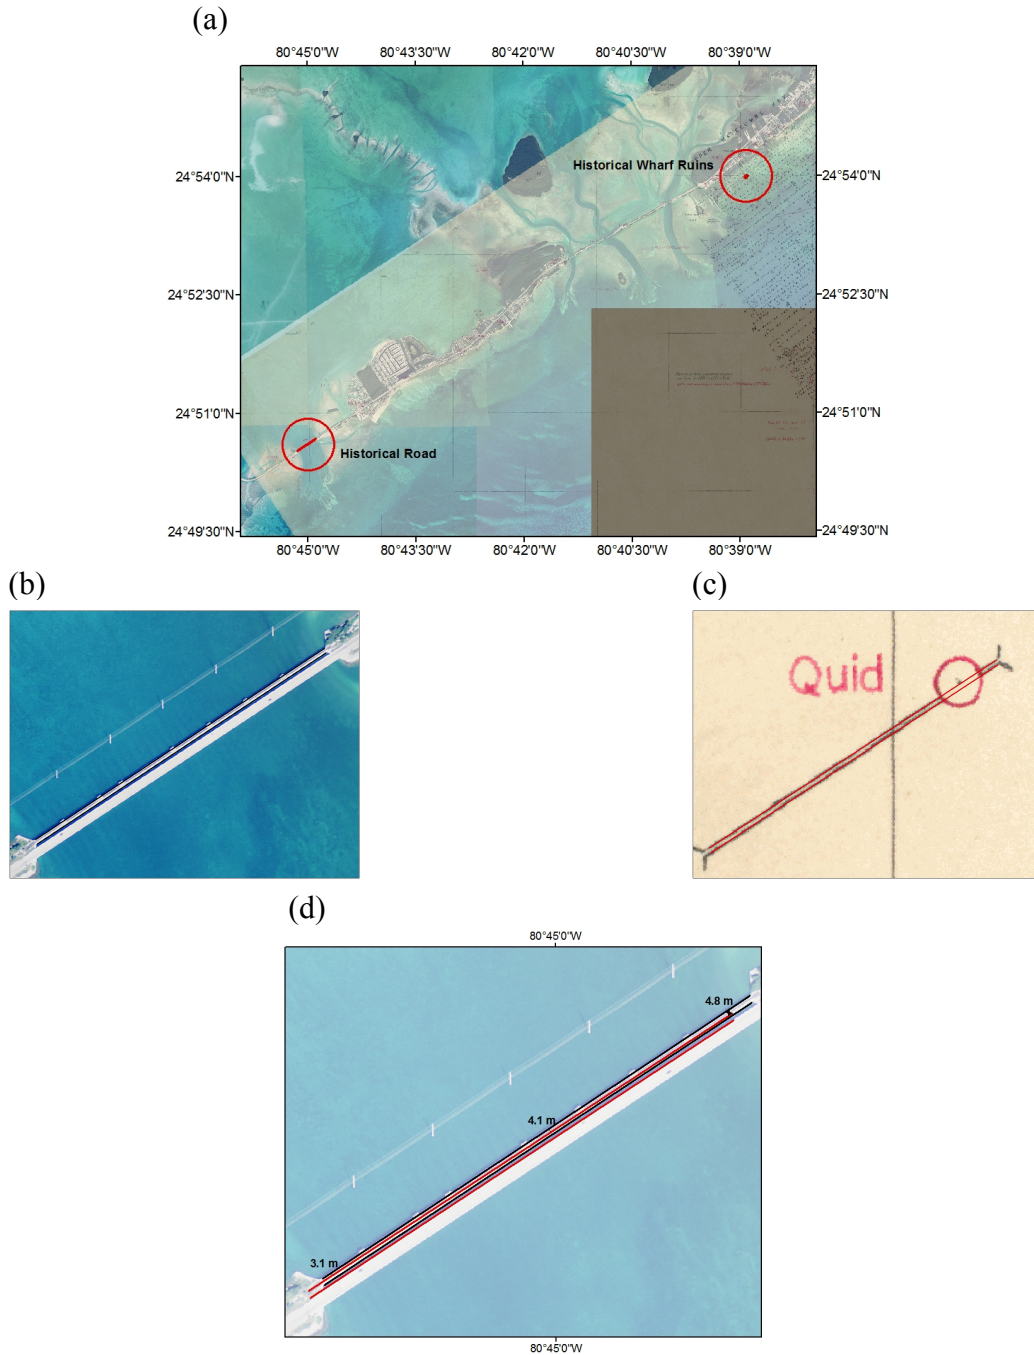 (a)
80°45'0"W 80°43'30"W 80°42'0"W 80°40'30"W 80°39'0"W
Historical Wharf Ruins
24°54'0"N 24°54'0"N
24°52'30"N 24°52'30"N
24°51'0"N 24°51'0"N
Historical Road
24°49'30"N 24°49'30"N
80°45'0"W 80°43'30"W 80°42'0"W 80°40'30"W 80°39'0"W
(b) (c)
Quid
(d)
80°45'0"W
4.8 m
4.1 m
3.1 m
80°45'0"W